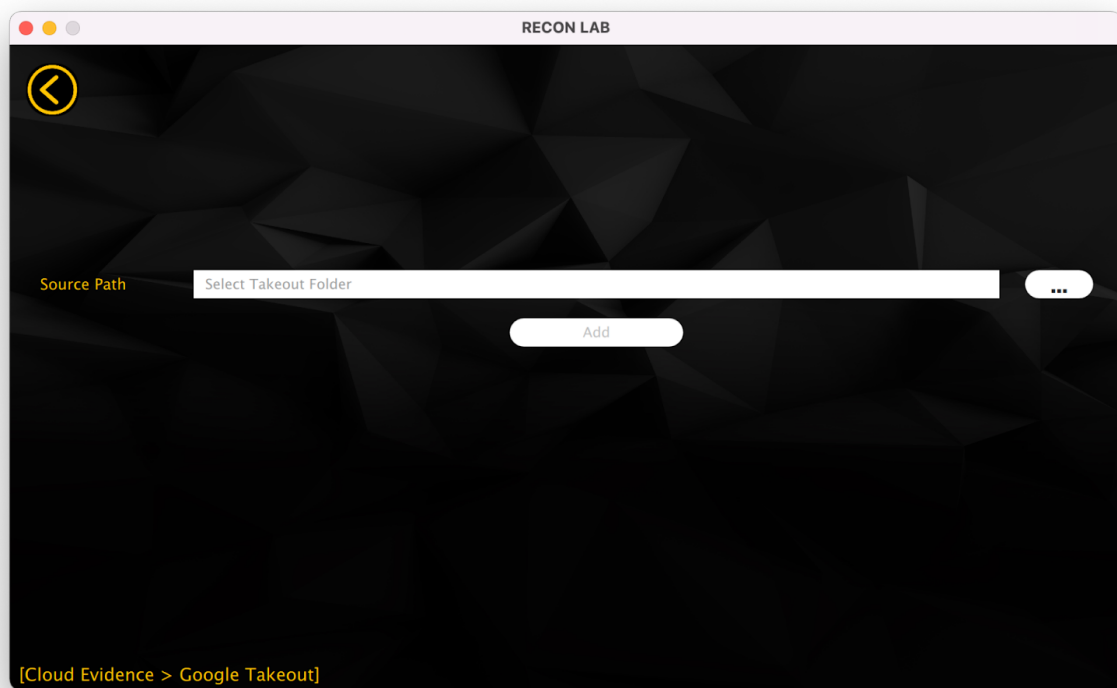 RECON LAB
Source Path
Select Takeout Folder
...
Add
[Cloud Evidence > Google Takeout]